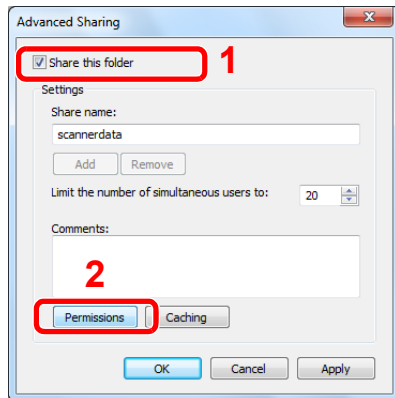 Advanced Sharing
Share this folder 1
Settings
Share name:
scannerdata
Add Remove
Limit the number of simultaneous users to: 20
Comments:
2
Permissions Caching
OK Cancel Apply